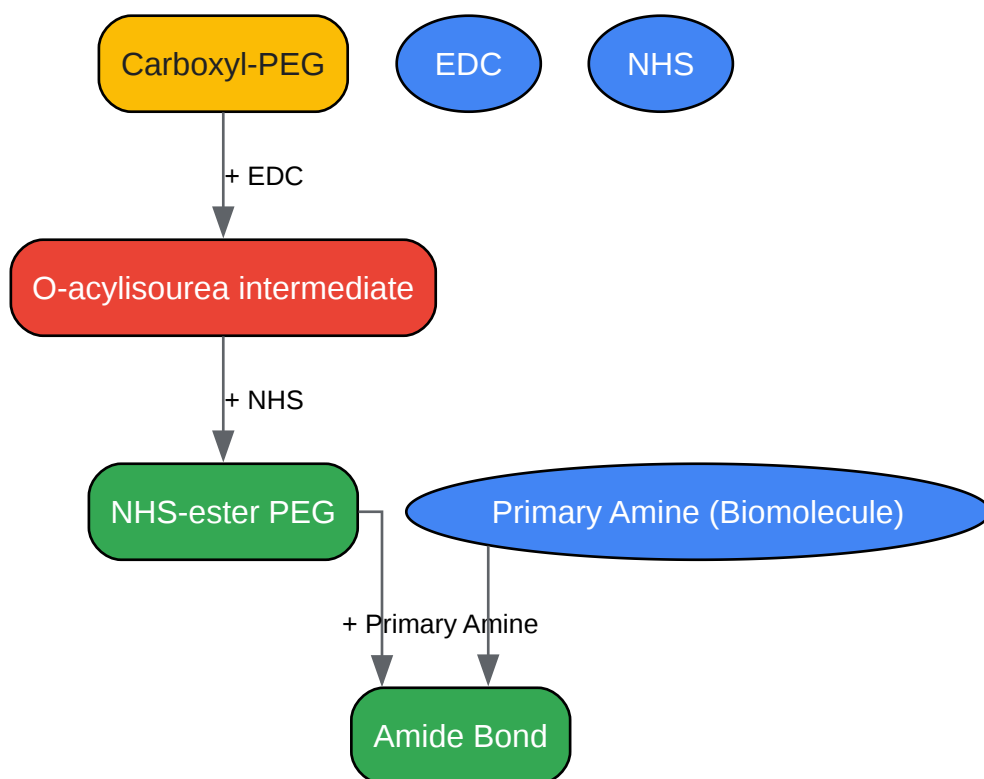 Carboxyl-PEG
EDC
NHS
+ EDC
O-acylisourea intermediate
+ NHS
NHS-ester PEG
Primary Amine (Biomolecule)
+ Primary Amine
Amide Bond